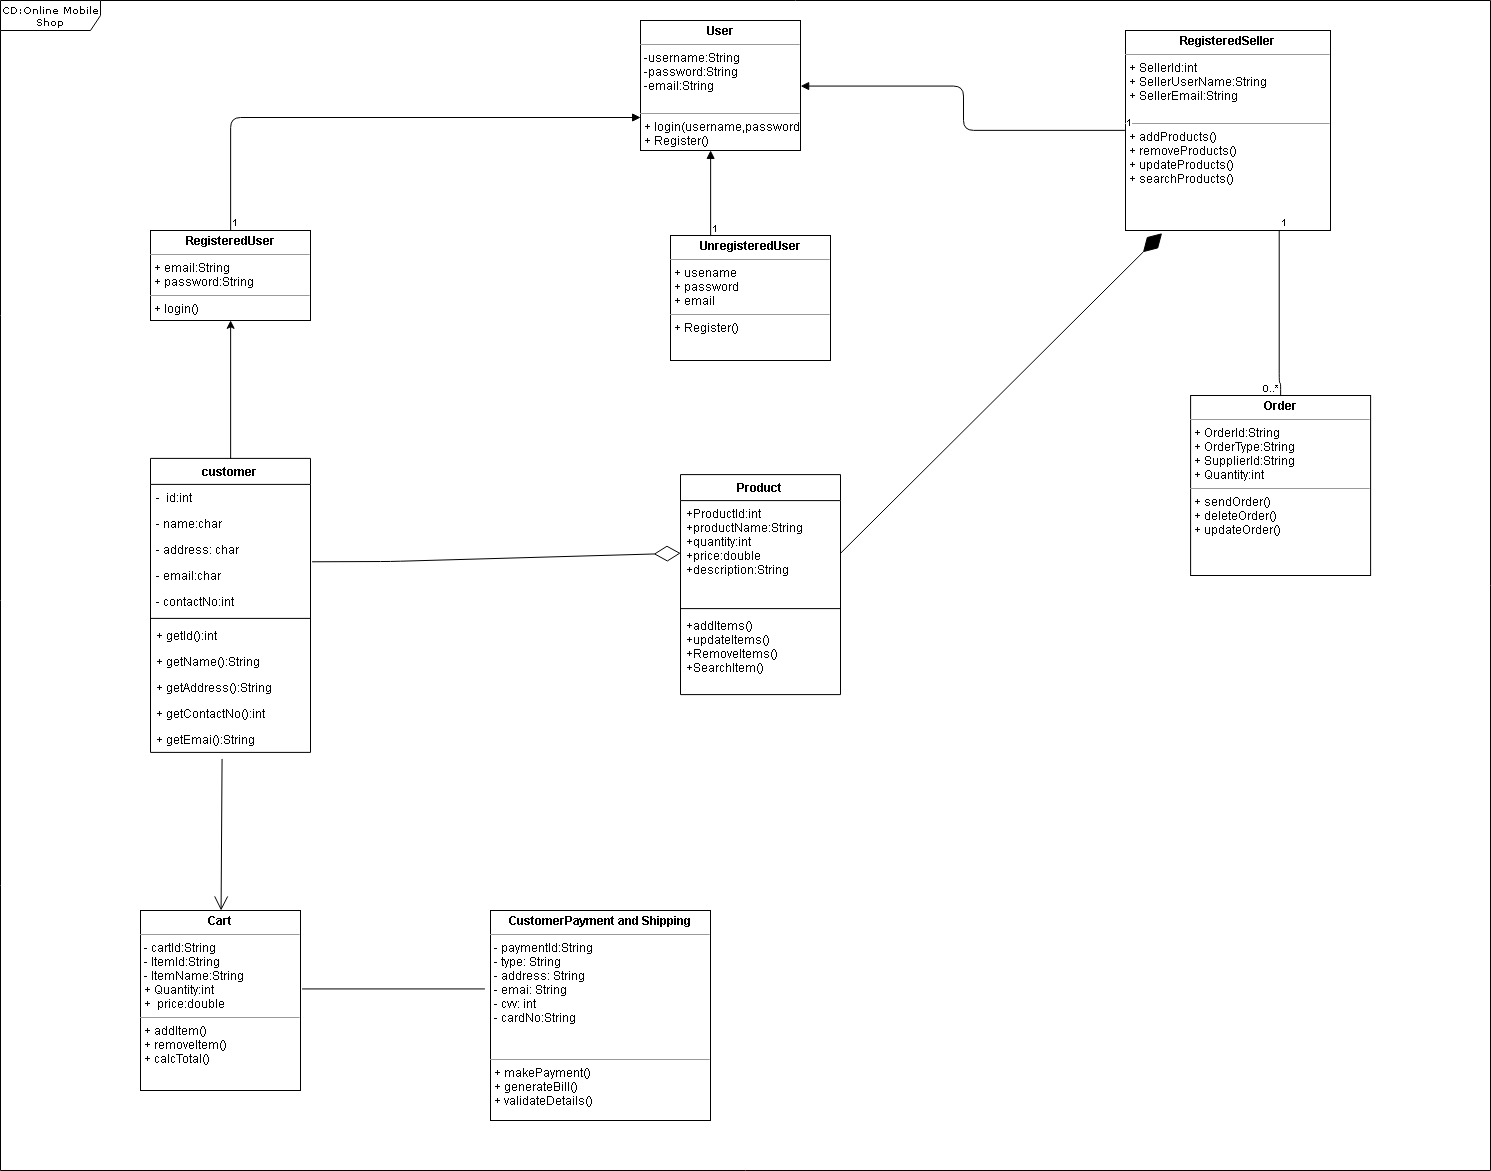 CD:Online Mobile
Shop
User
-username:String
-password:String
-email:String
+ login(username,password
+ Register()
RegisteredSeller
+ SellerId:int
+ SellerUserName:String
+ SellerEmail:String
1
+ addProducts()
+ removeProducts()
+ updateProducts()
+ searchProducts()
1
1
RegisteredUser
+ email:String
+ password:String
+ login()
1
UnregisteredUser
+ usename
+ password
+ email
+ Register()
0..*
Order
+ OrderId:String
+ OrderType:String
+ SupplierId:String
+ Quantity:int
+ sendOrder()
+ deleteOrder()
+ updateOrder()
customer
- id:int
- name:char
- address: char
- email:char
- contactNo:int
+ getId():int
+ getName():String
+ getAddress():String
+ getContactNo():int
+ getEmai():String
Product
+ProductId:int
+productName:String
+quantity:int
+price:double
+description:String
+addItems()
+updateItems()
+RemoveItems()
+SearchItem()
Cart
- cartId:String
- ItemId:String
- ItemName:String
+ Quantity:int
+ price:double
+ addItem()
+ removeItem()
+ calcTotal()
CustomerPayment and Shipping
- paymentId:String
- type: String
- address: String
- emai: String
- cvv: int
- cardNo:String
+ makePayment()
+ generateBill()
+ validateDetails()